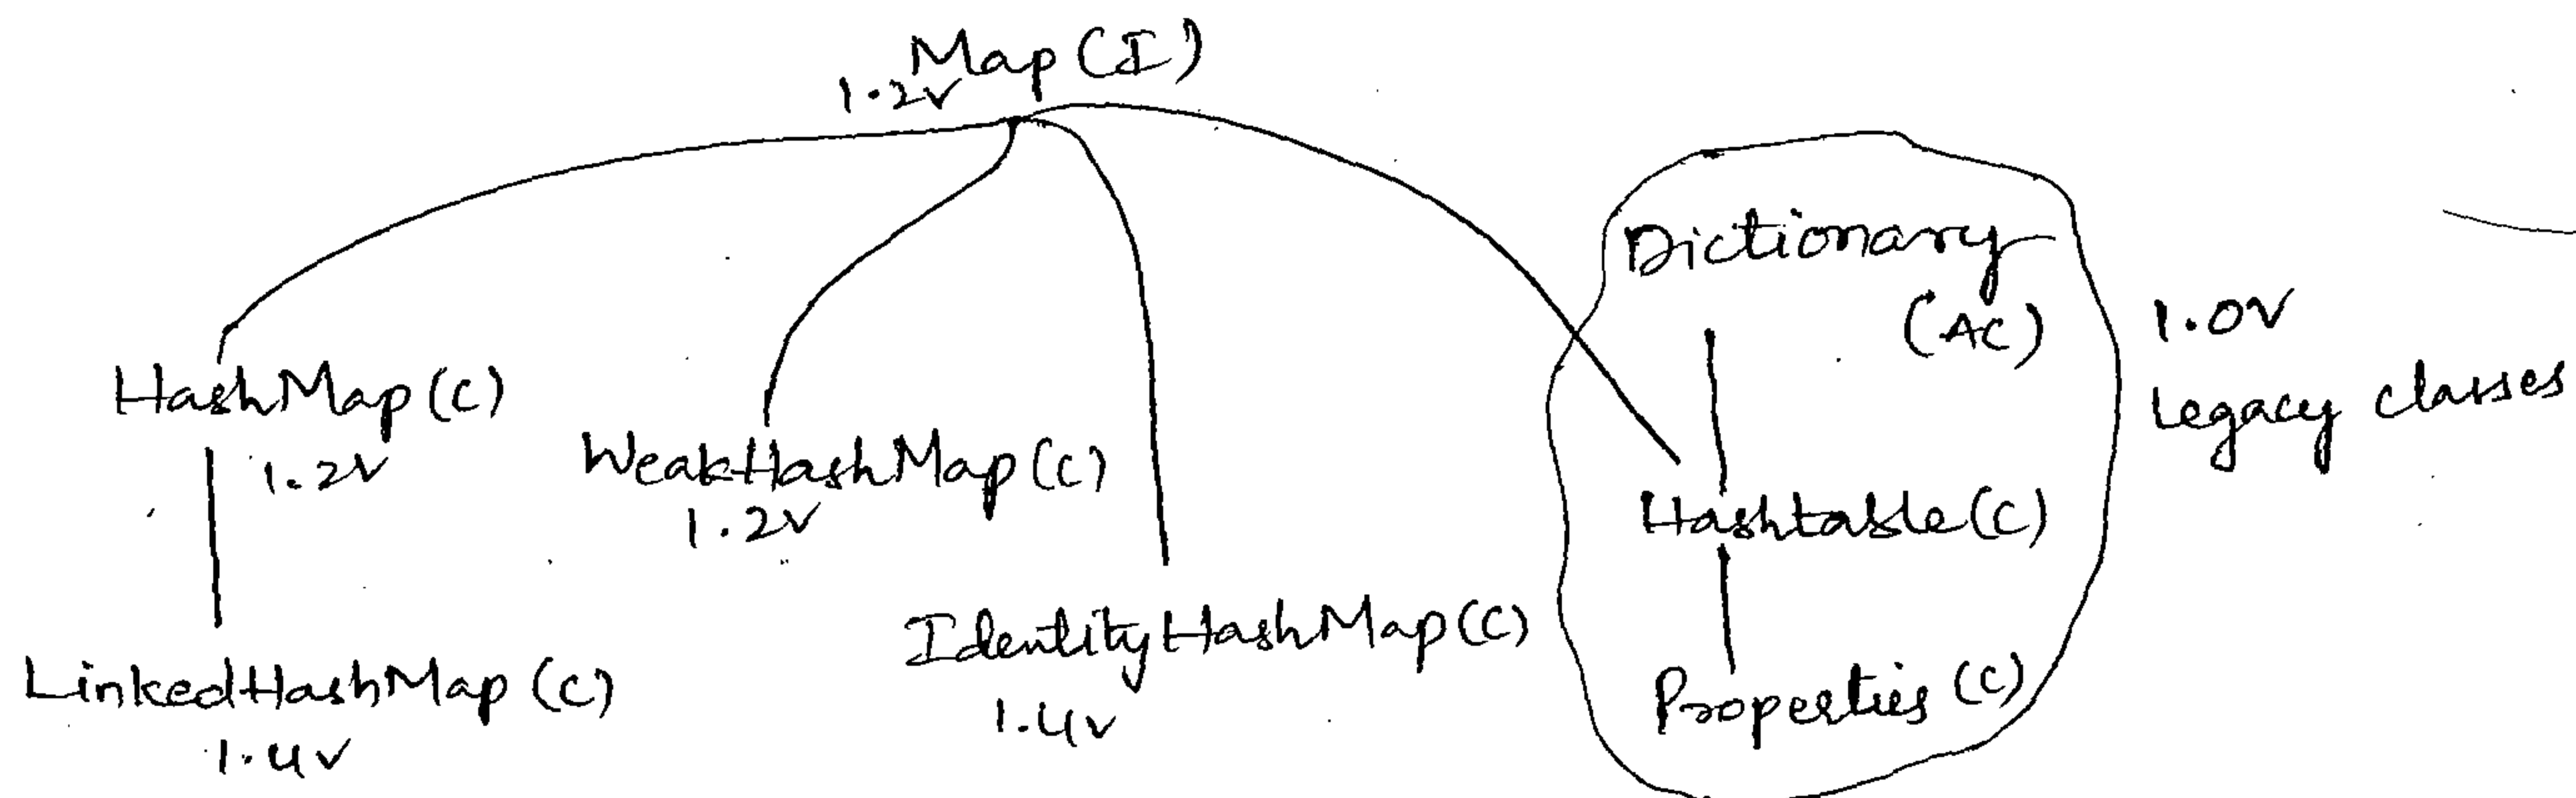 Map (I)
1.2V
Dictionary
(AC)
1.0V
Legacy classes
HashMap (C)
1.2V
WeakHashMap (C)
1.2V
Hashtable (C)
IdentityHashMap (C)
1.4V
LinkedHashMap (C)
1.4V
Properties (C)